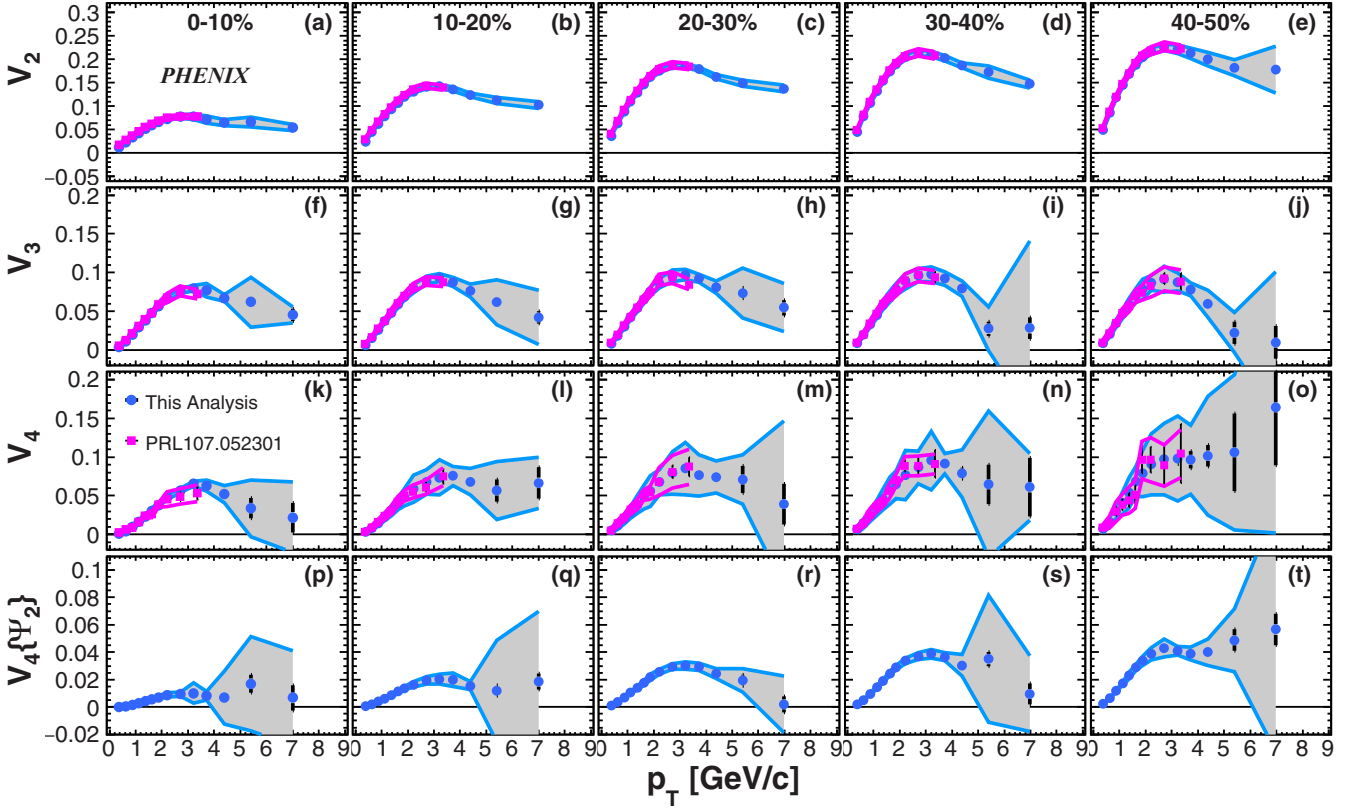 0-10% (a) 10-20% (b) 20-30% (c) 30-40% (d) 40-50% (e)
PHENIX
V2
0.3
0.25
0.2
0.15
0.1
0.05
0
−0.05
(f) (g) (h) (i) (j)
V3
0.2
0.15
0.1
0.05
0
(k) (l) (m) (n) (o)
This Analysis
PRL107.052301
V4
0.2
0.15
0.1
0.05
0
(p) (q) (r) (s) (t)
V4{Ψ2}
0.1
0.08
0.06
0.04
0.02
0
−0.02
0 1 2 3 4 5 6 7 8 9 0 1 2 3 4 5 6 7 8 9 0 1 2 3 4 5 6 7 8 9 0 1 2 3 4 5 6 7 8 9 0 1 2 3 4 5 6 7 8 9
pT [GeV/c]